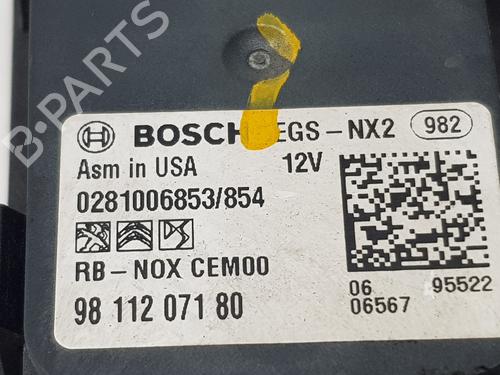 BOSCH EGS-NX2 982
Asm in USA 12V
0281006853/854
RB-NOX CEM00
98 112 071 80
06 95522
06567
B-PARTS